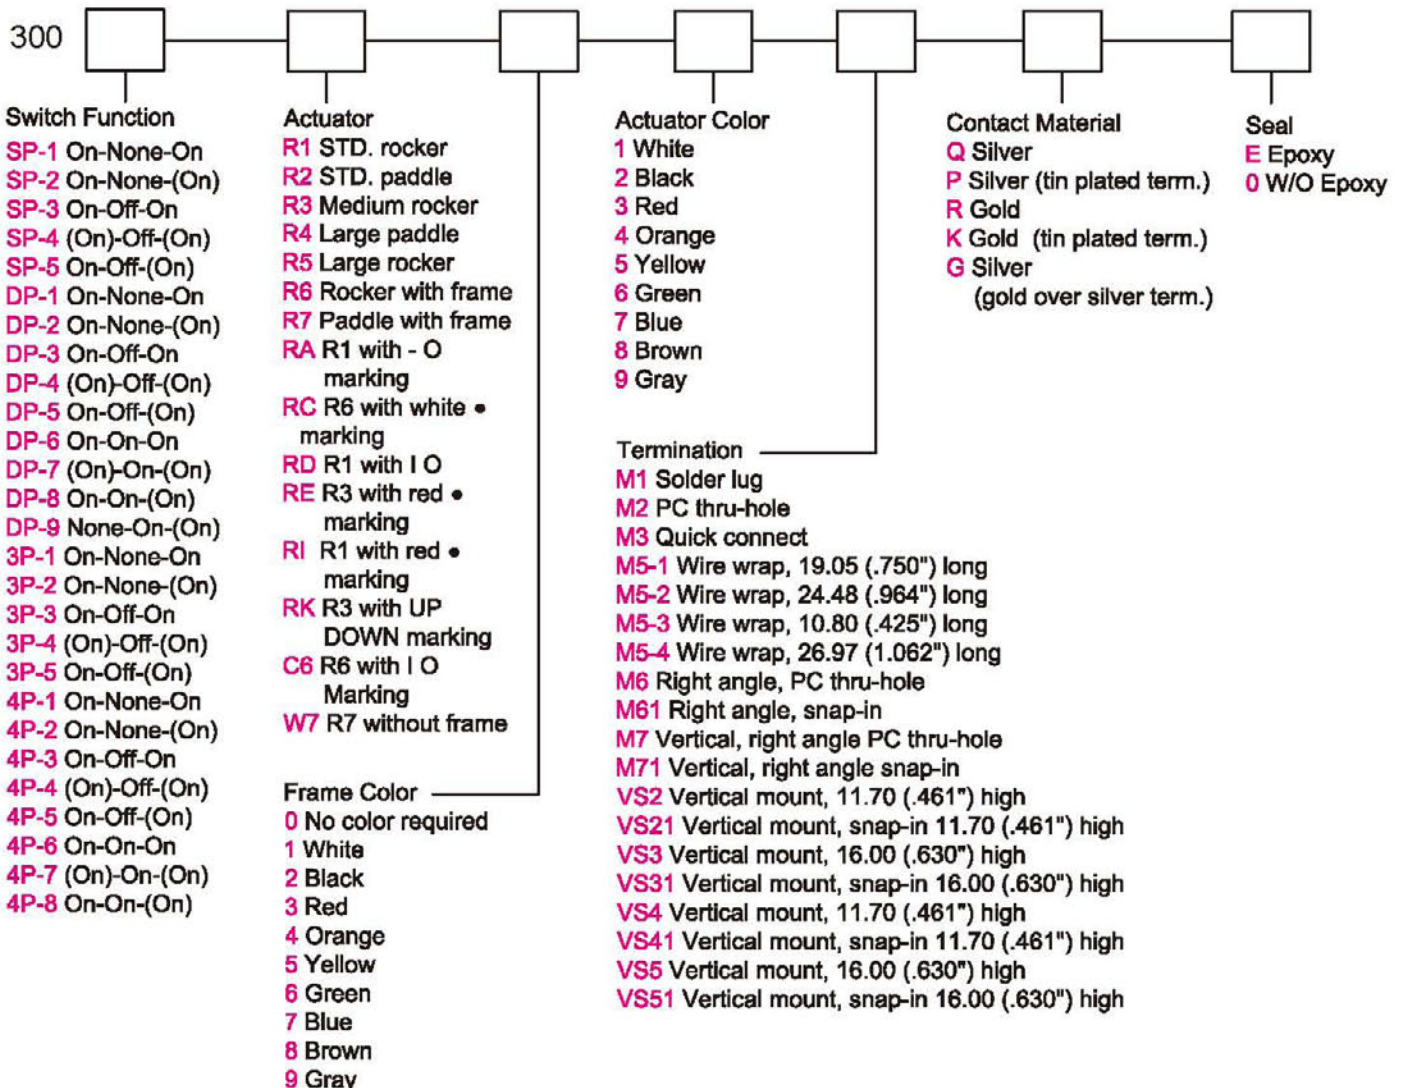 300
Switch Function
SP-1 On-None-On
SP-2 On-None-(On)
SP-3 On-Off-On
SP-4 (On)-Off-(On)
SP-5 On-Off-(On)
DP-1 On-None-On
DP-2 On-None-(On)
DP-3 On-Off-On
DP-4 (On)-Off-(On)
DP-5 On-Off-(On)
DP-6 On-On-On
DP-7 (On)-On-(On)
DP-8 On-On-(On)
DP-9 None-On-(On)
3P-1 On-None-On
3P-2 On-None-(On)
3P-3 On-Off-On
3P-4 (On)-Off-(On)
3P-5 On-Off-(On)
4P-1 On-None-On
4P-2 On-None-(On)
4P-3 On-Off-On
4P-4 (On)-Off-(On)
4P-5 On-Off-(On)
4P-6 On-On-On
4P-7 (On)-On-(On)
4P-8 On-On-(On)
Actuator
R1 STD. rocker
R2 STD. paddle
R3 Medium rocker
R4 Large paddle
R5 Large rocker
R6 Rocker with frame
R7 Paddle with frame
RA R1 with - O
marking
RC R6 with white •
marking
RD R1 with I O
RE R3 with red •
marking
RI R1 with red •
marking
RK R3 with UP
DOWN marking
C6 R6 with I O
Marking
W7 R7 without frame
Frame Color
0 No color required
1 White
2 Black
3 Red
4 Orange
5 Yellow
6 Green
7 Blue
8 Brown
9 Gray
Actuator Color
1 White
2 Black
3 Red
4 Orange
5 Yellow
6 Green
7 Blue
8 Brown
9 Gray
Termination
M1 Solder lug
M2 PC thru-hole
M3 Quick connect
M5-1 Wire wrap, 19.05 (.750") long
M5-2 Wire wrap, 24.48 (.964") long
M5-3 Wire wrap, 10.80 (.425") long
M5-4 Wire wrap, 26.97 (1.062") long
M6 Right angle, PC thru-hole
M61 Right angle, snap-in
M7 Vertical, right angle PC thru-hole
M71 Vertical, right angle snap-in
VS2 Vertical mount, 11.70 (.461") high
VS21 Vertical mount, snap-in 11.70 (.461") high
VS3 Vertical mount, 16.00 (.630") high
VS31 Vertical mount, snap-in 16.00 (.630") high
VS4 Vertical mount, 11.70 (.461") high
VS41 Vertical mount, snap-in 11.70 (.461") high
VS5 Vertical mount, 16.00 (.630") high
VS51 Vertical mount, snap-in 16.00 (.630") high
Contact Material
Q Silver
P Silver (tin plated term.)
R Gold
K Gold (tin plated term.)
G Silver
(gold over silver term.)
Seal
E Epoxy
0 W/O Epoxy